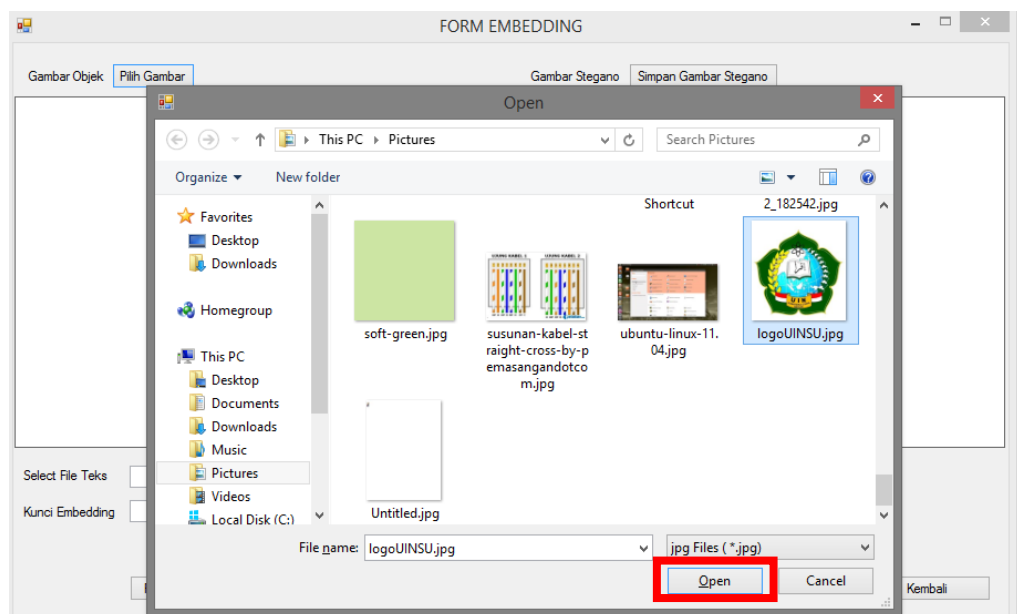 FORM EMBEDDING
Gambar Objek Pilih Gambar Gambar Stegano Simpan Gambar Stegano
Open
This PC Pictures Search Pictures
Organize New folder
Favorites
Desktop
Downloads
Homegroup
This PC
Desktop
Documents
Downloads
Music
Pictures
Videos
Local Disk (C:)
Shortcut 2_182542.jpg
soft-green.jpg
susunan-kabel-st
raight-cross-by-p
emasangandotco
m.jpg
ubuntu-linux-11.
04.jpg
logoUINSU.jpg
Untitled.jpg
Select File Teks
Kunci Embedding
File name: logoUINSU.jpg jpg Files ( *.jpg)
Open Cancel
Kembali